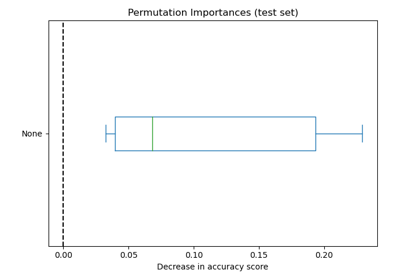 Permutation Importances (test set)
None
0.00 0.05 0.10 0.15 0.20
Decrease in accuracy score